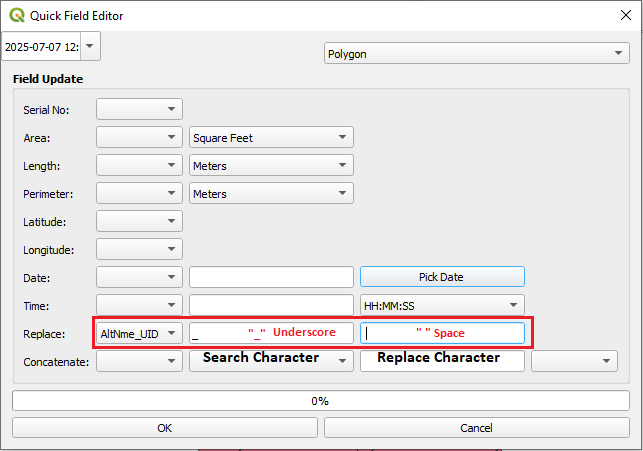 Quick Field Editor
2025-07-07 12:
Polygon
Field Update
Serial No:
Area: Square Feet
Length: Meters
Perimeter: Meters
Latitude:
Longitude:
Date: Pick Date
Time: HH:MM:SS
Replace: AltNme_UID _ "_" Underscore " " Space
Concatenate: Search Character Replace Character
0%
OK Cancel